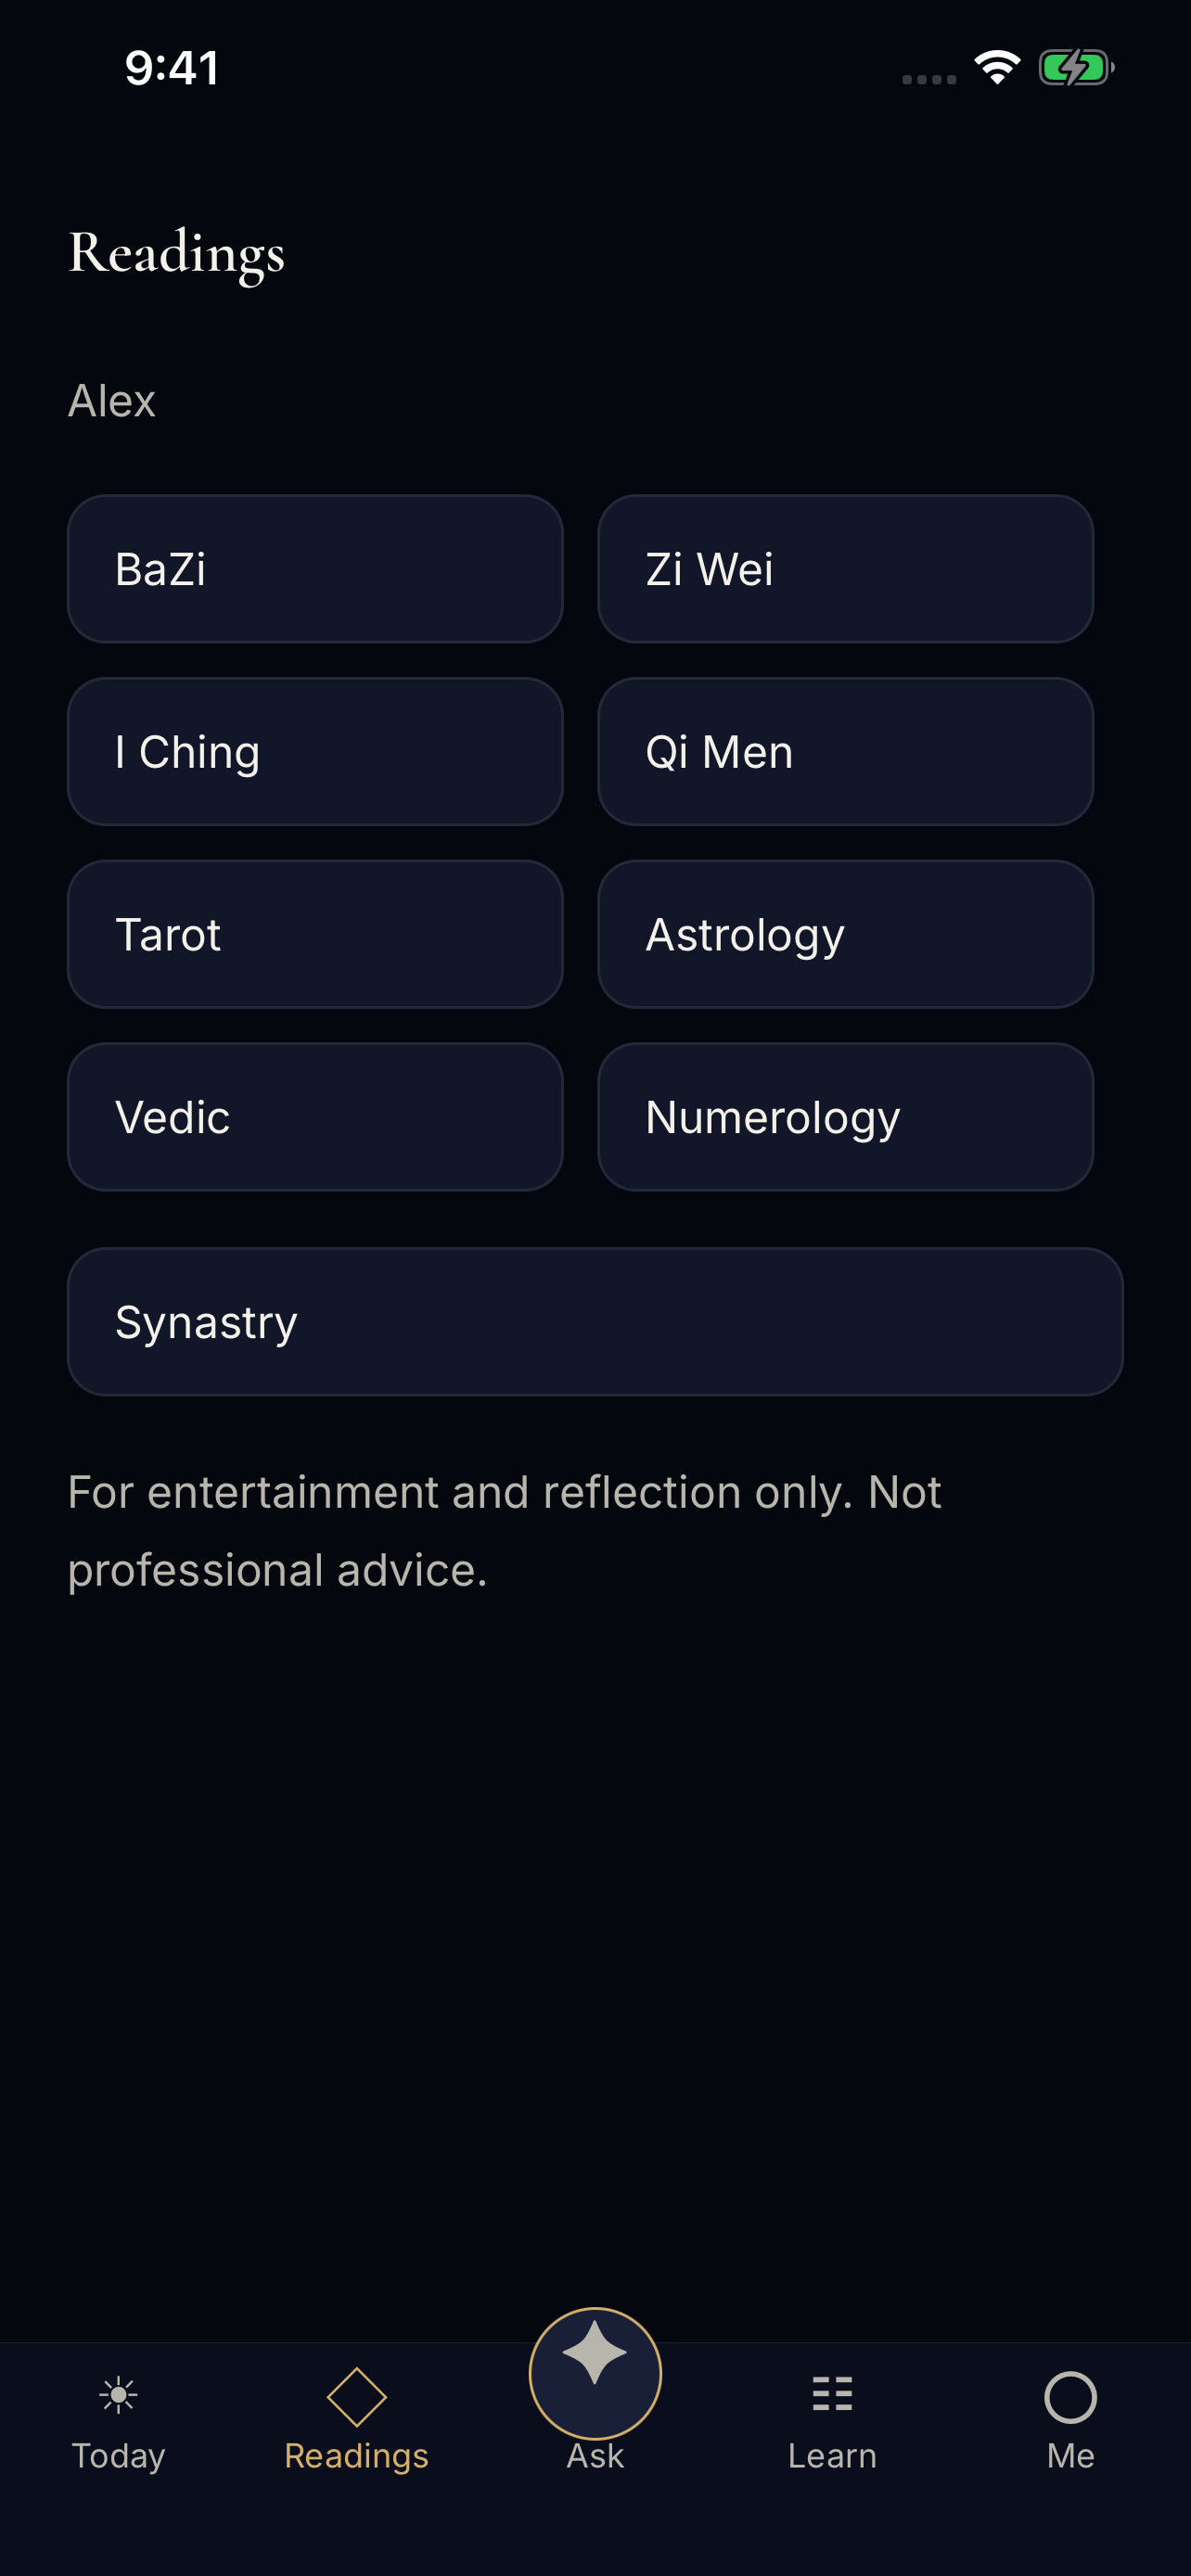 9:41
Readings
Alex
BaZi
Zi Wei
I Ching
Qi Men
Tarot
Astrology
Vedic
Numerology
Synastry
For entertainment and reflection only. Not
professional advice.
Today
Readings
Ask
Learn
Me